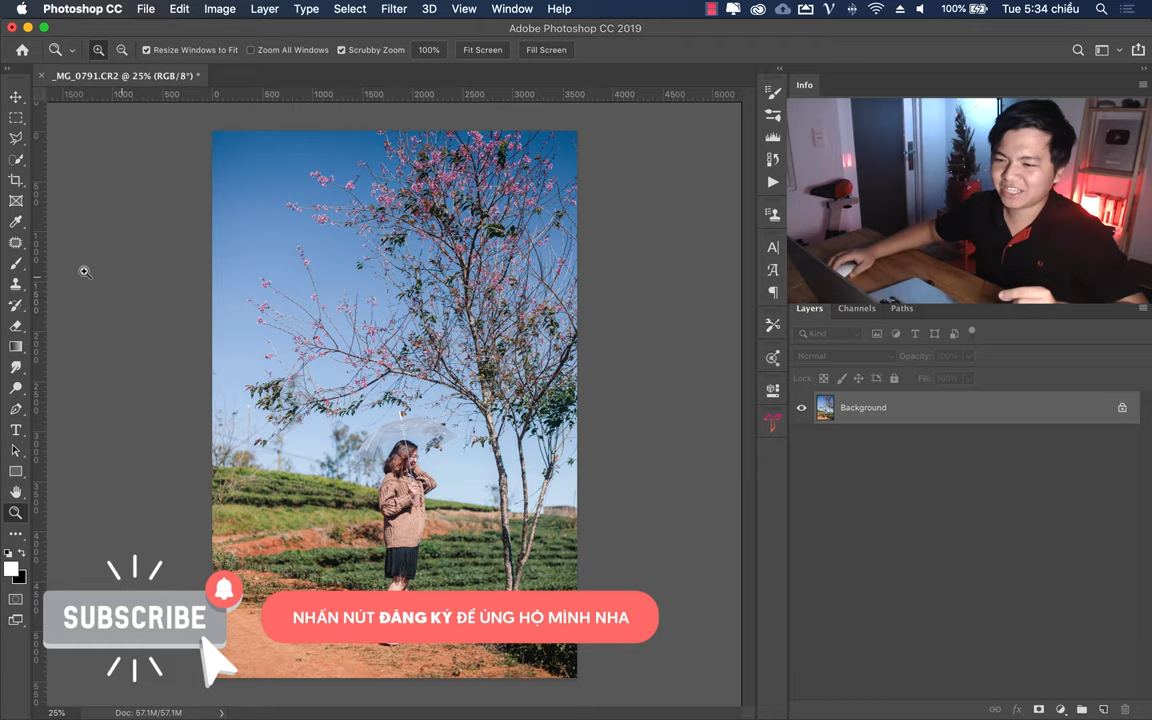 Photoshop CC File Edit Image Layer Type Select Filter 3D View Window Help 100% Tue 5:34 chiều
Adobe Photoshop CC 2019
Resize Windows to Fit Zoom All Windows Scrubby Zoom 100% Fit Screen Fill Screen
_MG_0791.CR2 @ 25% (RGB/8*) *
Info
1500 1000 500 0 500 1000 1500 2000 2500 3000 3500 4000 4500 5000
Layers Channels Paths
Kind
Normal Opacity: 100%
Lock: Fill: 100%
Background
SUBSCRIBE
NHẤN NÚT ĐĂNG KÝ ĐỂ ỦNG HỘ MÌNH NHA
25% Doc: 57.1M/57.1M